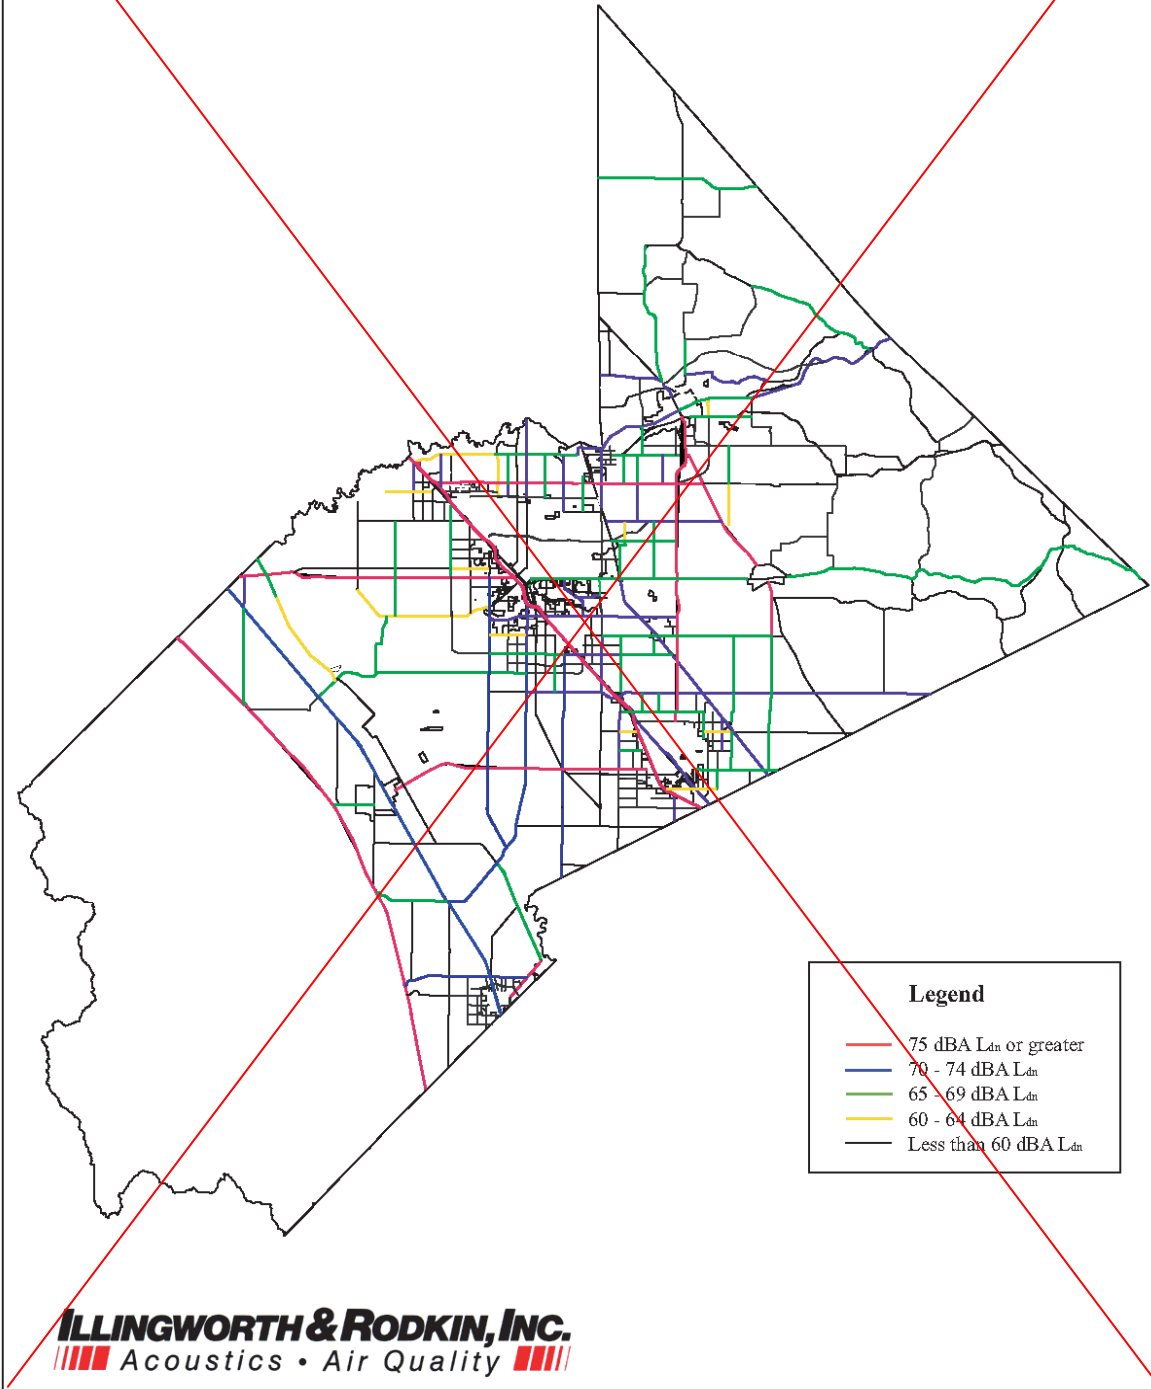 Legend
75 dBA Ldn or greater
70 - 74 dBA Ldn
65 - 69 dBA Ldn
60 - 64 dBA Ldn
Less than 60 dBA Ldn
ILLINGWORTH & RODKIN, INC.
Acoustics • Air Quality